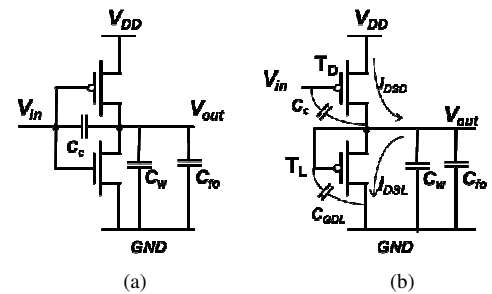 V_DD
V_in
V_out
C_c
C_w
C_fo
GND
(a)
V_DD
T_D
V_in
I_DSD
C_c
V_out
T_L
I_DSL
C_GDL
C_w
C_fo
GND
(b)